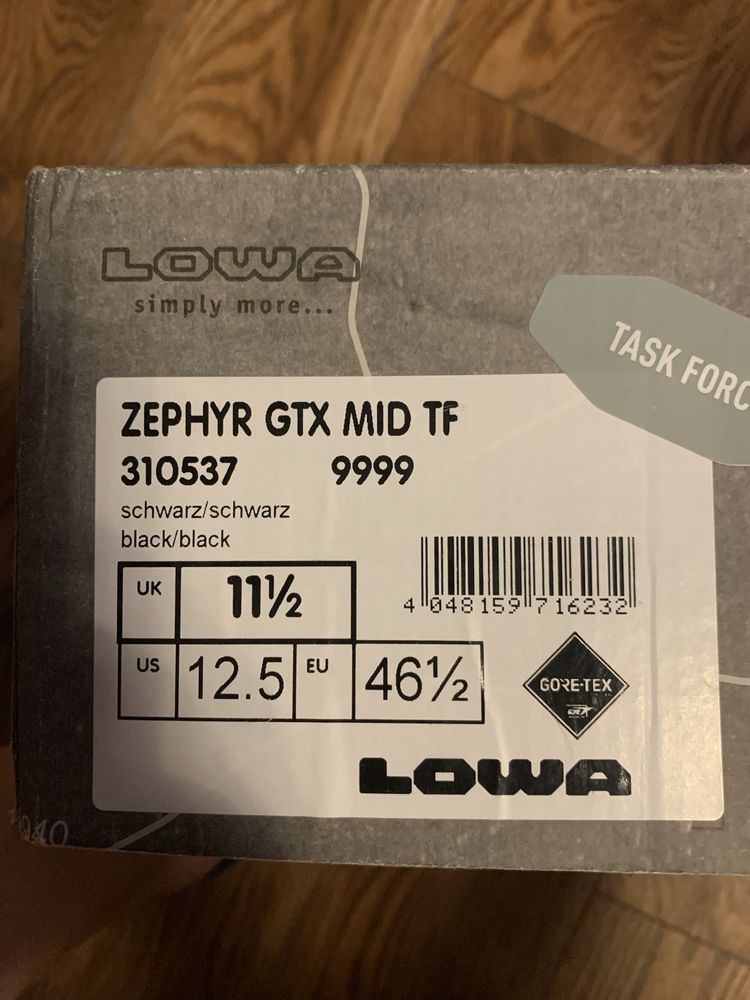 LOWA
simply more...
TASK FORC
ZEPHYR GTX MID TF
310537 9999
schwarz/schwarz
black/black
UK 11½
4 048159 716232
US 12.5 EU 46½
GORE-TEX
LOWA
940